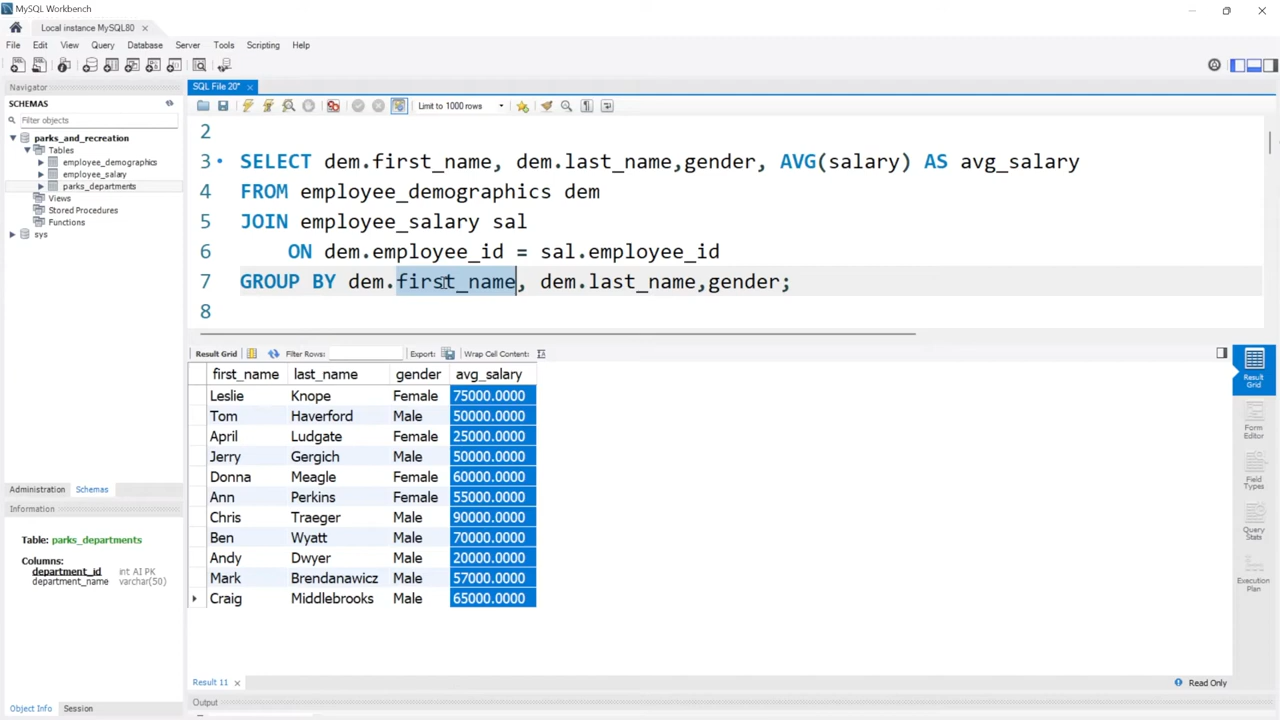 MySQL Workbench
Local instance MySQL80 ×
File Edit View Query Database Server Tools Scripting Help
Navigator
SCHEMAS
Filter objects
parks_and_recreation
Tables
employee_demographics
employee_salary
parks_departments
Views
Stored Procedures
Functions
sys
Administration Schemas
Information
Table: parks_departments
Columns:
department_id int AI PK
department_name varchar(50)
Object Info Session
SQL File 20* ×
Limit to 1000 rows
2
3 SELECT dem.first_name, dem.last_name,gender, AVG(salary) AS avg_salary
4 FROM employee_demographics dem
5 JOIN employee_salary sal
6 ON dem.employee_id = sal.employee_id
7 GROUP BY dem.first_name, dem.last_name,gender;
8
Result Grid Filter Rows: Export: Wrap Cell Content:
first_name last_name gender avg_salary
Leslie Knope Female 75000.0000
Tom Haverford Male 50000.0000
April Ludgate Female 25000.0000
Jerry Gergich Male 50000.0000
Donna Meagle Female 60000.0000
Ann Perkins Female 55000.0000
Chris Traeger Male 90000.0000
Ben Wyatt Male 70000.0000
Andy Dwyer Male 20000.0000
Mark Brendanawicz Male 57000.0000
Craig Middlebrooks Male 65000.0000
Result Grid
Form Editor
Field Types
Query Stats
Execution Plan
Result 11 × Read Only
Output